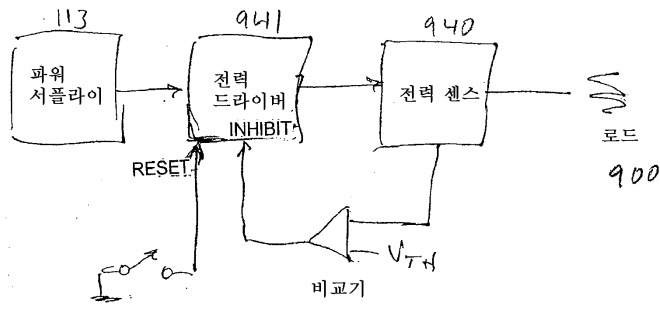 113
941
940
파워
서플라이
전력
드라이버
전력 센스
INHIBIT
RESET
로드
900
V_TH
비교기